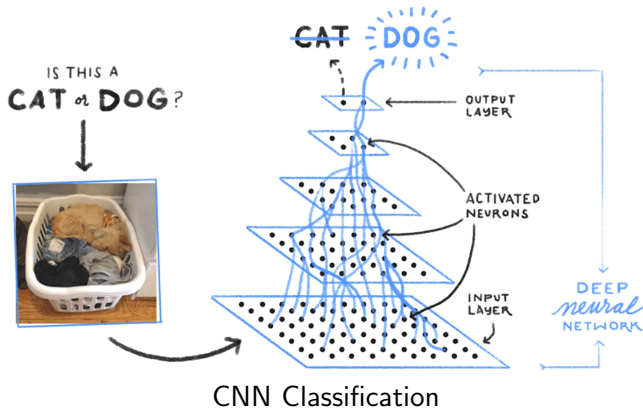 CAT DOG
IS THIS A
CAT or DOG?
OUTPUT
LAYER
ACTIVATED
NEURONS
INPUT
LAYER
DEEP
neural
NETWORK
CNN Classification